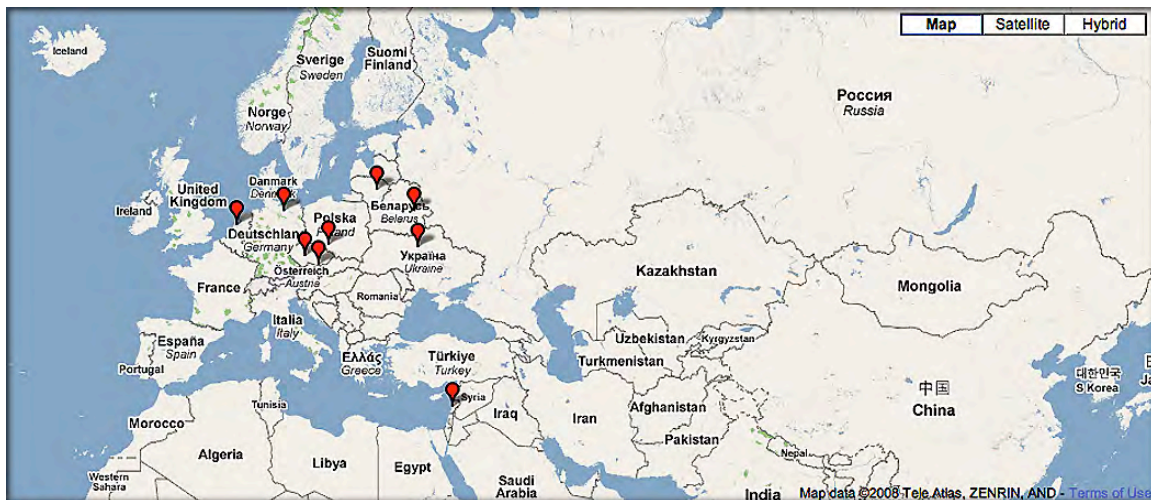 Map
Satellite
Hybrid
Iceland
Sverige
Sweden
Suomi
Finland
Norge
Norway
Россия
Russia
Danmark
Denmark
United
Kingdom
Ireland
Беларусь
Belarus
Polska
Poland
Deutschland
Germany
Україна
Ukraine
Österreich
Austria
France
Romania
Kazakhstan
Mongolia
Italia
Italy
España
Spain
Portugal
Ελλάς
Greece
Türkiye
Turkey
Uzbekistan
Kyrgyzstan
Turkmenistan
대한민국
S Korea
Ja
中国
China
Tunisia
Syria
Iraq
Iran
Afghanistan
Pakistan
Morocco
Algeria
Libya
Egypt
Nepal
Western
Sahara
Saudi
Arabia
India
Map data ©2008 Tele Atlas, ZENRIN, AND - Terms of Use